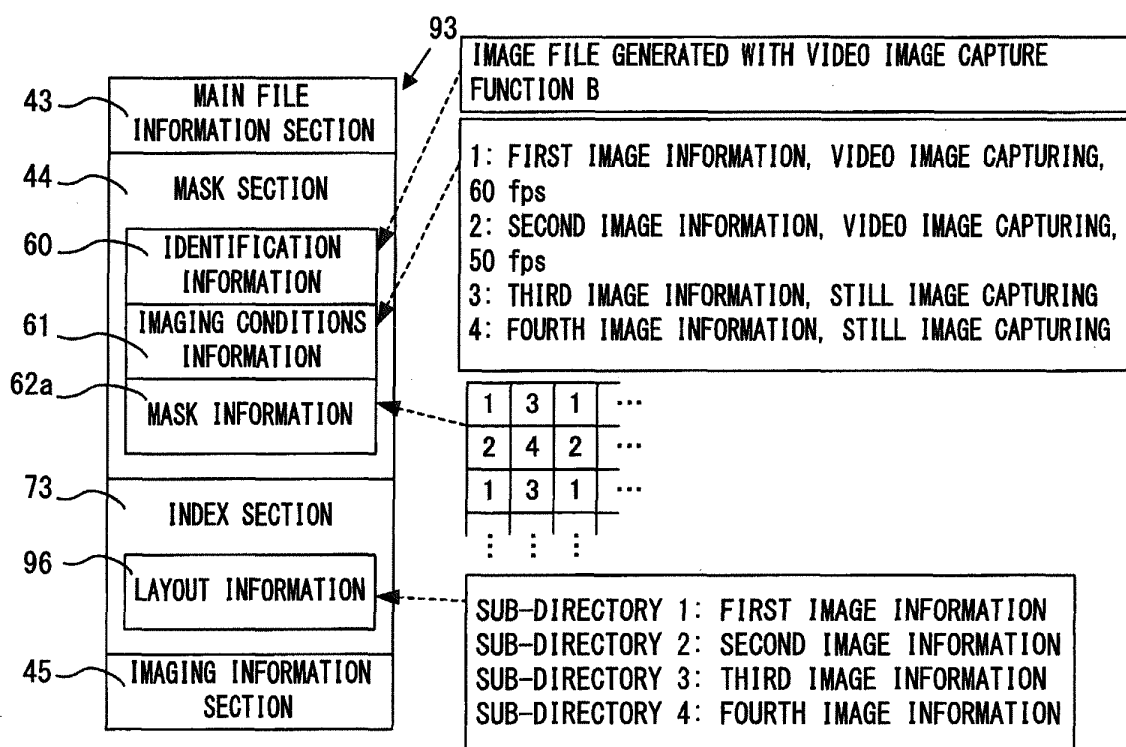 93
43
MAIN FILE
INFORMATION SECTION
44
MASK SECTION
60
IDENTIFICATION
INFORMATION
61
IMAGING CONDITIONS
INFORMATION
62a
MASK INFORMATION
73
INDEX SECTION
96
LAYOUT INFORMATION
45
IMAGING INFORMATION
SECTION
IMAGE FILE GENERATED WITH VIDEO IMAGE CAPTURE
FUNCTION B
1: FIRST IMAGE INFORMATION, VIDEO IMAGE CAPTURING,
60 fps
2: SECOND IMAGE INFORMATION, VIDEO IMAGE CAPTURING,
50 fps
3: THIRD IMAGE INFORMATION, STILL IMAGE CAPTURING
4: FOURTH IMAGE INFORMATION, STILL IMAGE CAPTURING
1 3 1 ...
2 4 2 ...
1 3 1 ...
⋮ ⋮ ⋮
SUB-DIRECTORY 1: FIRST IMAGE INFORMATION
SUB-DIRECTORY 2: SECOND IMAGE INFORMATION
SUB-DIRECTORY 3: THIRD IMAGE INFORMATION
SUB-DIRECTORY 4: FOURTH IMAGE INFORMATION